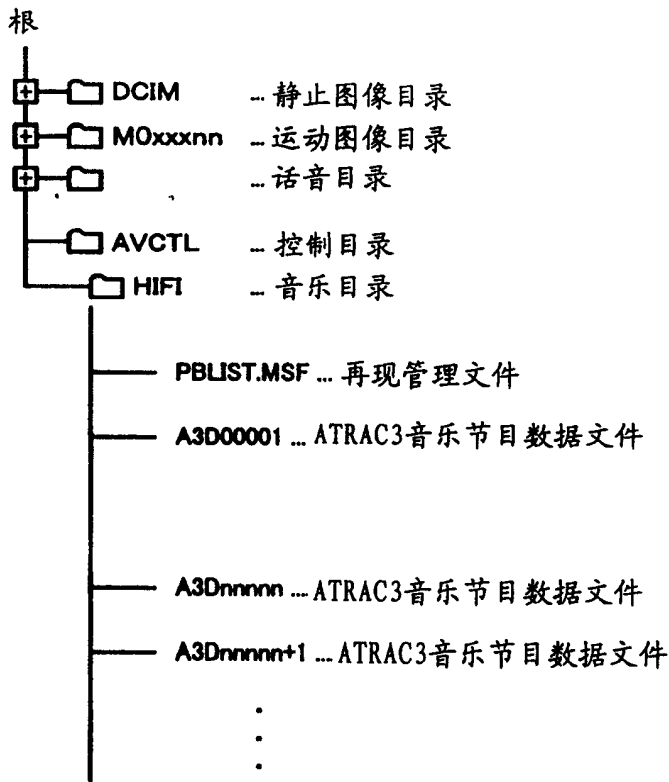 根
DCIM ... 静止图像目录
MOxxxnn ... 运动图像目录
... 话音目录
AVCTL ... 控制目录
HIFI ... 音乐目录
PBLIST.MSF ... 再现管理文件
A3D00001 ... ATRAC3音乐节目数据文件
A3Dnnnnn ... ATRAC3音乐节目数据文件
A3Dnnnnn+1 ... ATRAC3音乐节目数据文件